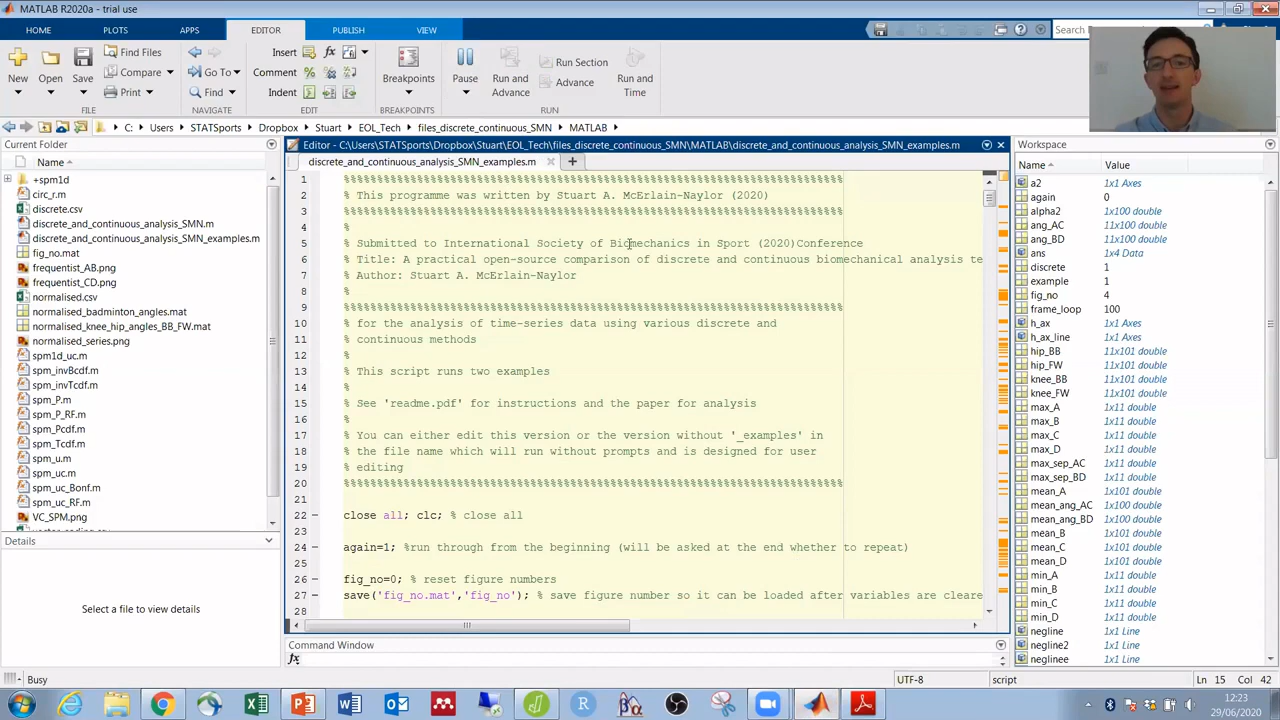 MATLAB R2020a - trial use
HOME PLOTS APPS EDITOR PUBLISH VIEW
New Open Save Find Files Compare Print
Go To Find
Insert Comment Indent
Breakpoints Pause Run and Advance Run Section Advance Run and Time
FILE NAVIGATE EDIT BREAKPOINTS RUN
C: Users STATSports Dropbox Stuart EOL_Tech files_discrete_continuous_SMN MATLAB
Current Folder
Name
+spm1d
circ_r.m
discrete.csv
discrete_and_continuous_analysis_SMN.m
discrete_and_continuous_analysis_SMN_examples.m
fig_no.mat
frequentist_AB.png
frequentist_CD.png
normalised.csv
normalised_badminton_angles.mat
normalised_knee_hip_angles_BB_FW.mat
normalised_series.png
spm1d_uc.m
spm_invBcdf.m
spm_invTcdf.m
spm_P.m
spm_P_RF.m
spm_Pcdf.m
spm_Tcdf.m
spm_u.m
spm_uc.m
spm_uc_Bonf.m
spm_uc_RF.m
VC_SPM.png
Details
Select a file to view details
Editor - C:\Users\STATSports\Dropbox\Stuart\EOL_Tech\files_discrete_continuous_SMN\MATLAB\discrete_and_continuous_analysis_SMN_examples.m
discrete_and_continuous_analysis_SMN_examples.m
1 %%%%%%%%%%%%%%%%%%%%%%%%%%%%%%%%%%%%%%%%%%%%%%%%%%%%%%%%%%%%%%%%%%%%%%%%%%%
2 % This programme was written by Stuart A. McErlain-Naylor (2020)
3 %%%%%%%%%%%%%%%%%%%%%%%%%%%%%%%%%%%%%%%%%%%%%%%%%%%%%%%%%%%%%%%%%%%%%%%%%%%
4 %
5 % Submitted to International Society of Biomechanics in Sport (2020)Conference
6 % Title: A practical open-source comparison of discrete and continuous biomechanical analysis te
7 % Author: Stuart A. McErlain-Naylor
8 %
9 %%%%%%%%%%%%%%%%%%%%%%%%%%%%%%%%%%%%%%%%%%%%%%%%%%%%%%%%%%%%%%%%%%%%%%%%%%%
10 % for the analysis of time-series data using various discrete and
11 % continuous methods
12 %
13 % This script runs two examples
14 %
15 % See 'readme.pdf' for instructions and the paper for analysis
16 %
17 % You can either edit this version or the version without '_examples' in
18 % the file name which will run without prompts and is designed for user
19 % editing
20 %%%%%%%%%%%%%%%%%%%%%%%%%%%%%%%%%%%%%%%%%%%%%%%%%%%%%%%%%%%%%%%%%%%%%%%%%%%
21
22 close all; clc; % close all
23
24 again=1; %run through from the beginning (will be asked at the end whether to repeat)
25
26 fig_no=0; % reset figure numbers
27 save('fig_no.mat','fig_no'); % save figure number so it can be loaded after variables are cleare
28
Command Window
fx
Workspace
Name Value
a2 1x1 Axes
again 0
alpha2 1x100 double
ang_AC 1x100 double
ang_BD 1x100 double
ans 1x4 Data
discrete 1
example 1
fig_no 4
frame_loop 100
h_ax 1x1 Axes
h_ax_line 1x1 Axes
hip_BB 11x101 double
hip_FW 11x101 double
knee_BB 11x101 double
knee_FW 11x101 double
max_A 1x11 double
max_B 1x11 double
max_C 1x11 double
max_D 1x11 double
max_sep_AC 1x11 double
max_sep_BD 1x11 double
mean_A 1x101 double
mean_ang_AC 1x100 double
mean_ang_BD 1x100 double
mean_B 1x101 double
mean_C 1x101 double
mean_D 1x101 double
min_A 1x11 double
min_B 1x11 double
min_C 1x11 double
min_D 1x11 double
negline 1x1 Line
negline2 1x1 Line
neglinee 1x1 Line
Busy UTF-8 script Ln 15 Col 42
12:23
29/06/2020